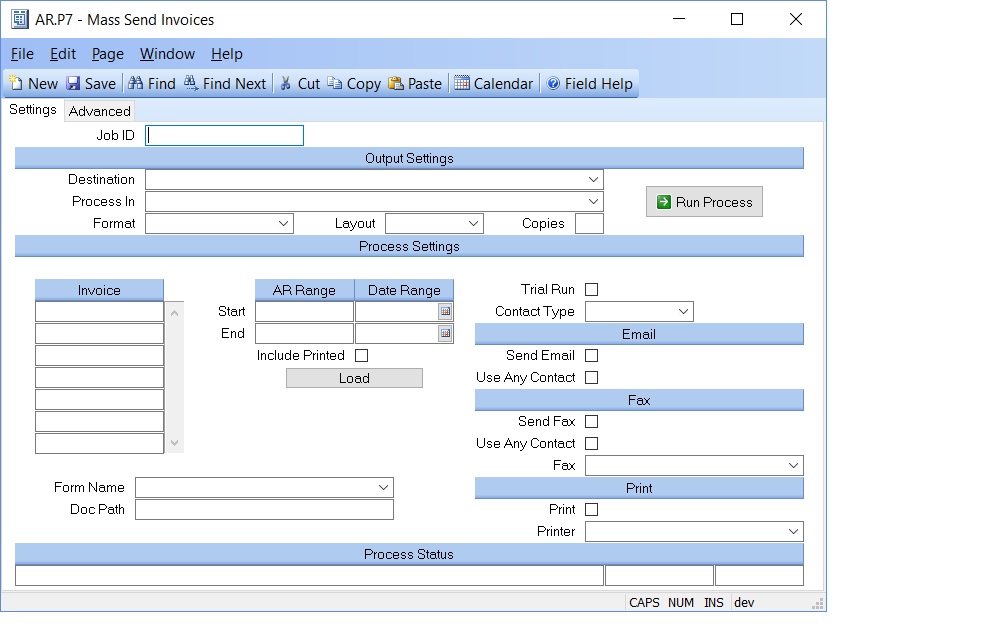 AR.P7 - Mass Send Invoices
File Edit Page Window Help
New Save Find Find Next Cut Copy Paste Calendar Field Help
Settings Advanced
Job ID
Output Settings
Destination
Process In
Run Process
Format Layout Copies
Process Settings
Invoice AR Range Date Range Trial Run
Start Contact Type
End Email
Include Printed Send Email
Load Use Any Contact
Fax
Send Fax
Use Any Contact
Fax
Form Name Print
Doc Path Print
Printer
Process Status
CAPS NUM INS dev